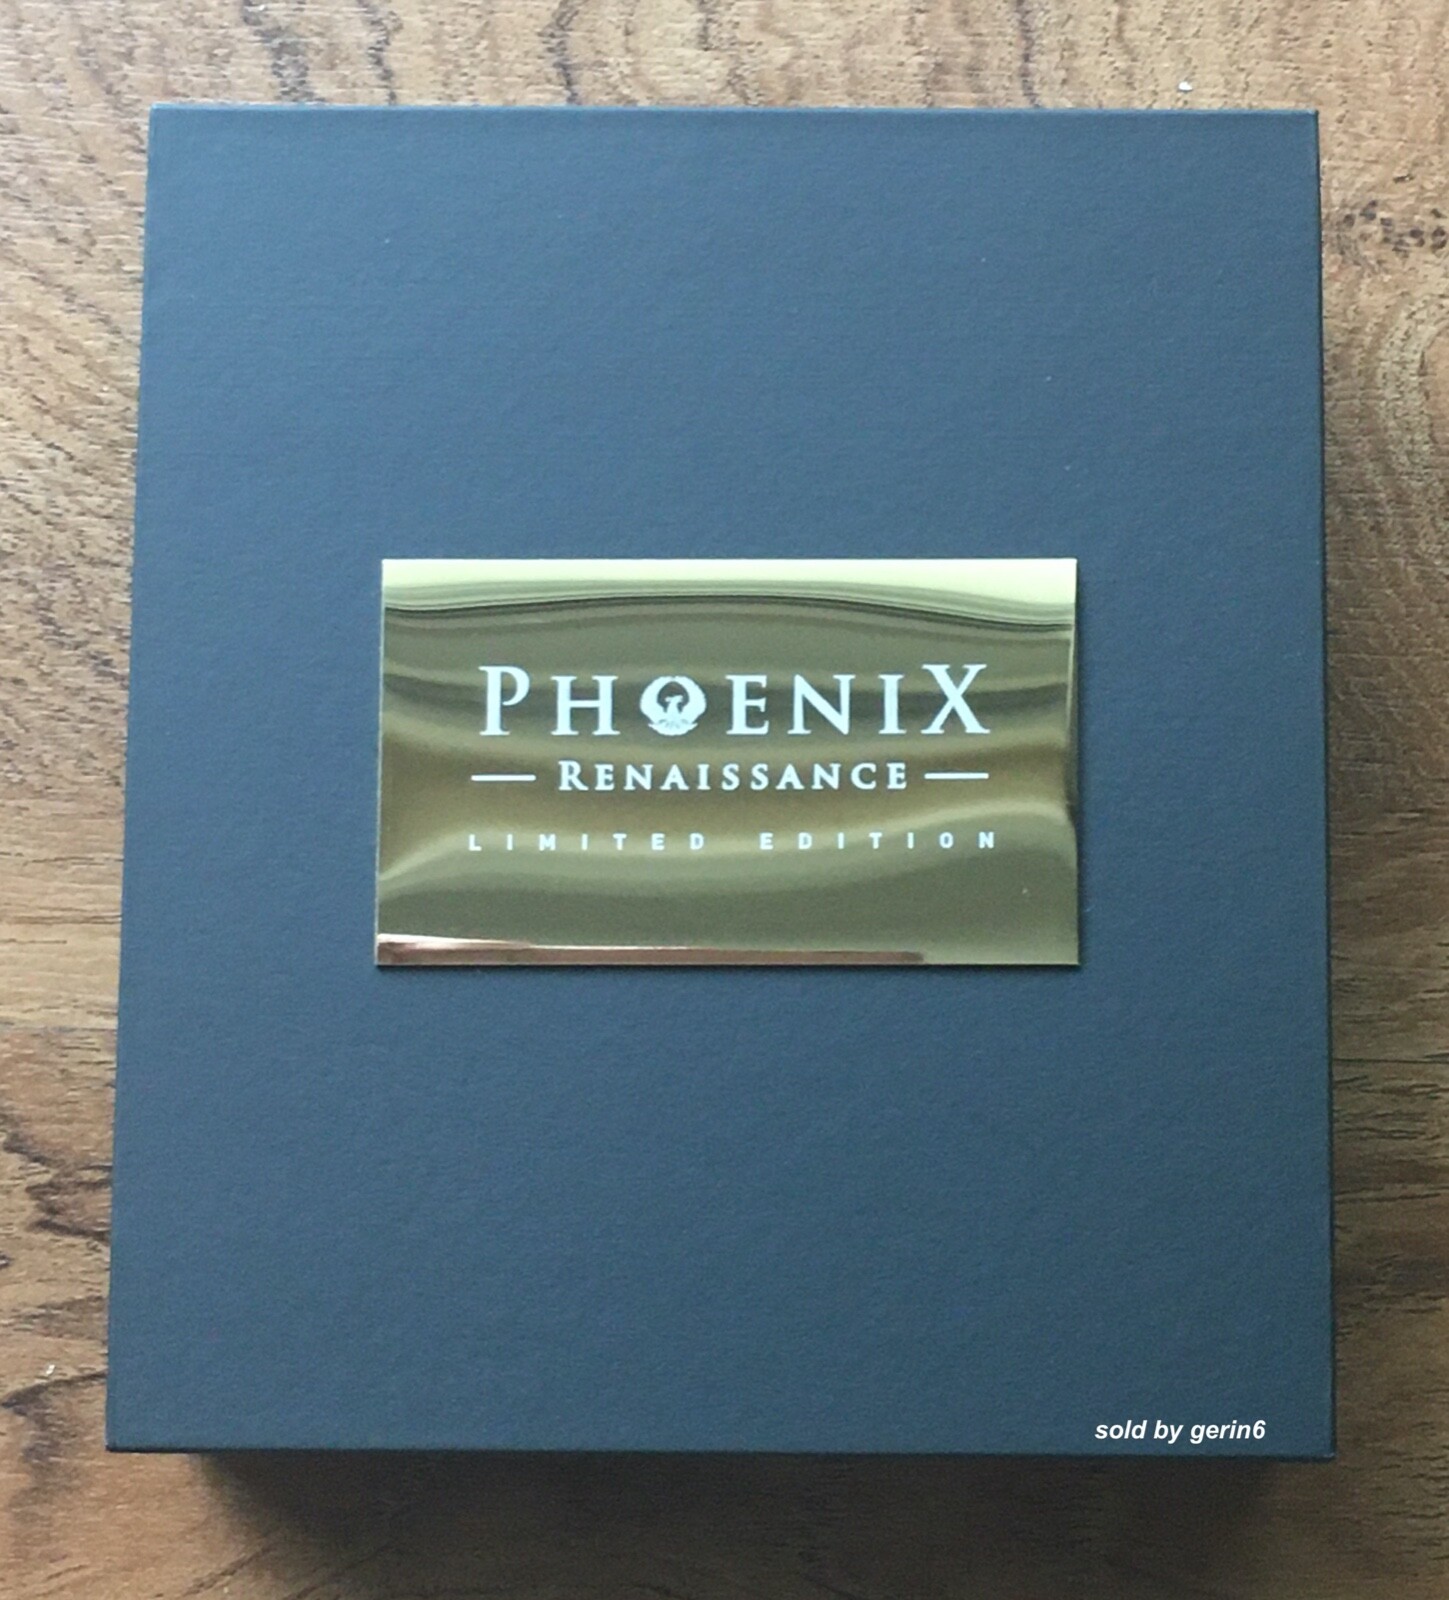 PHOENIX
RENAISSANCE
LIMITED EDITION
sold by gerin6